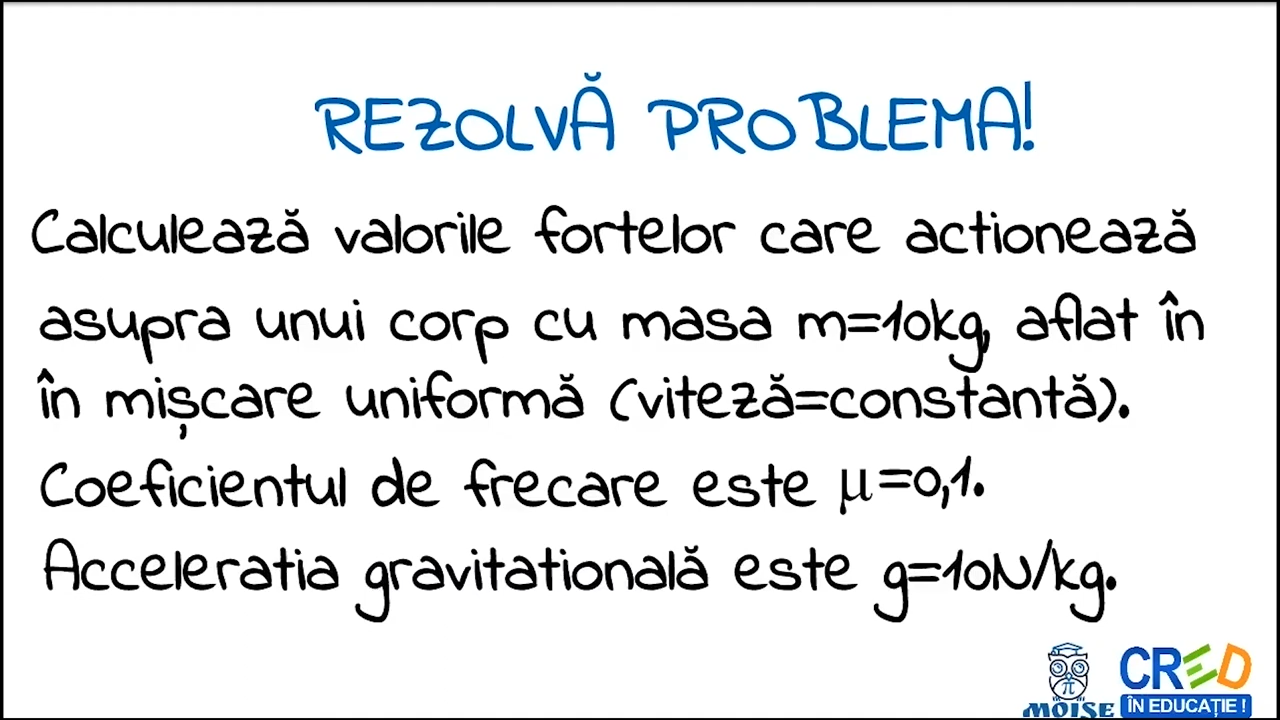 REZOLVĂ PROBLEMA!
Calculează valorile fortelor care actionează
asupra unui corp cu masa m=10kg, aflat în
în mișcare uniformă (viteză=constantă).
Coeficientul de frecare este μ=0,1.
Acceleratia gravitatională este g=10N/kg.
π
MOISE
CRED
ÎN EDUCAȚIE !